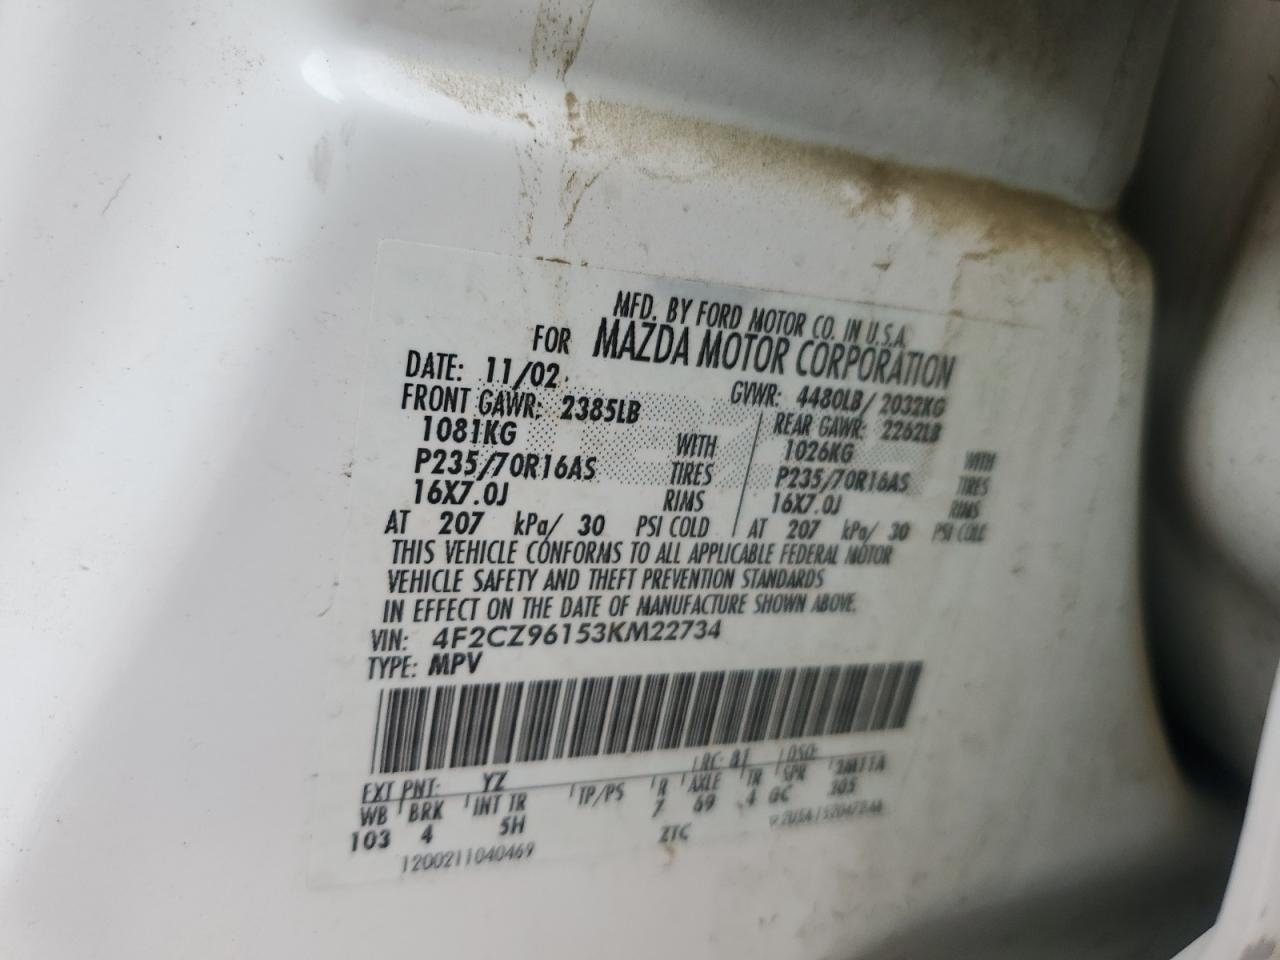 MFD. BY FORD MOTOR CO. IN U.S.A.
FOR MAZDA MOTOR CORPORATION
DATE: 11/02 GVWR: 4480LB/ 2032KG
FRONT GAWR: 2385LB REAR GAWR: 2262LB
1081KG WITH 1026KG WITH
P235/70R16AS TIRES P235/70R16AS TIRES
16X7.0J RIMS 16X7.0J RIMS
AT 207 kPa/ 30 PSI COLD AT 207 kPa/ 30 PSI COLD
THIS VEHICLE CONFORMS TO ALL APPLICABLE FEDERAL MOTOR
VEHICLE SAFETY AND THEFT PREVENTION STANDARDS
IN EFFECT ON THE DATE OF MANUFACTURE SHOWN ABOVE.
VIN: 4F2CZ96153KM22734
TYPE: MPV
EXT PNT: YZ RC: 81 DSO:
WB BRK INT TR TP/PS R AXLE TR SPR
103 4 5H 7 69 4 305
1200211040469 ZTC